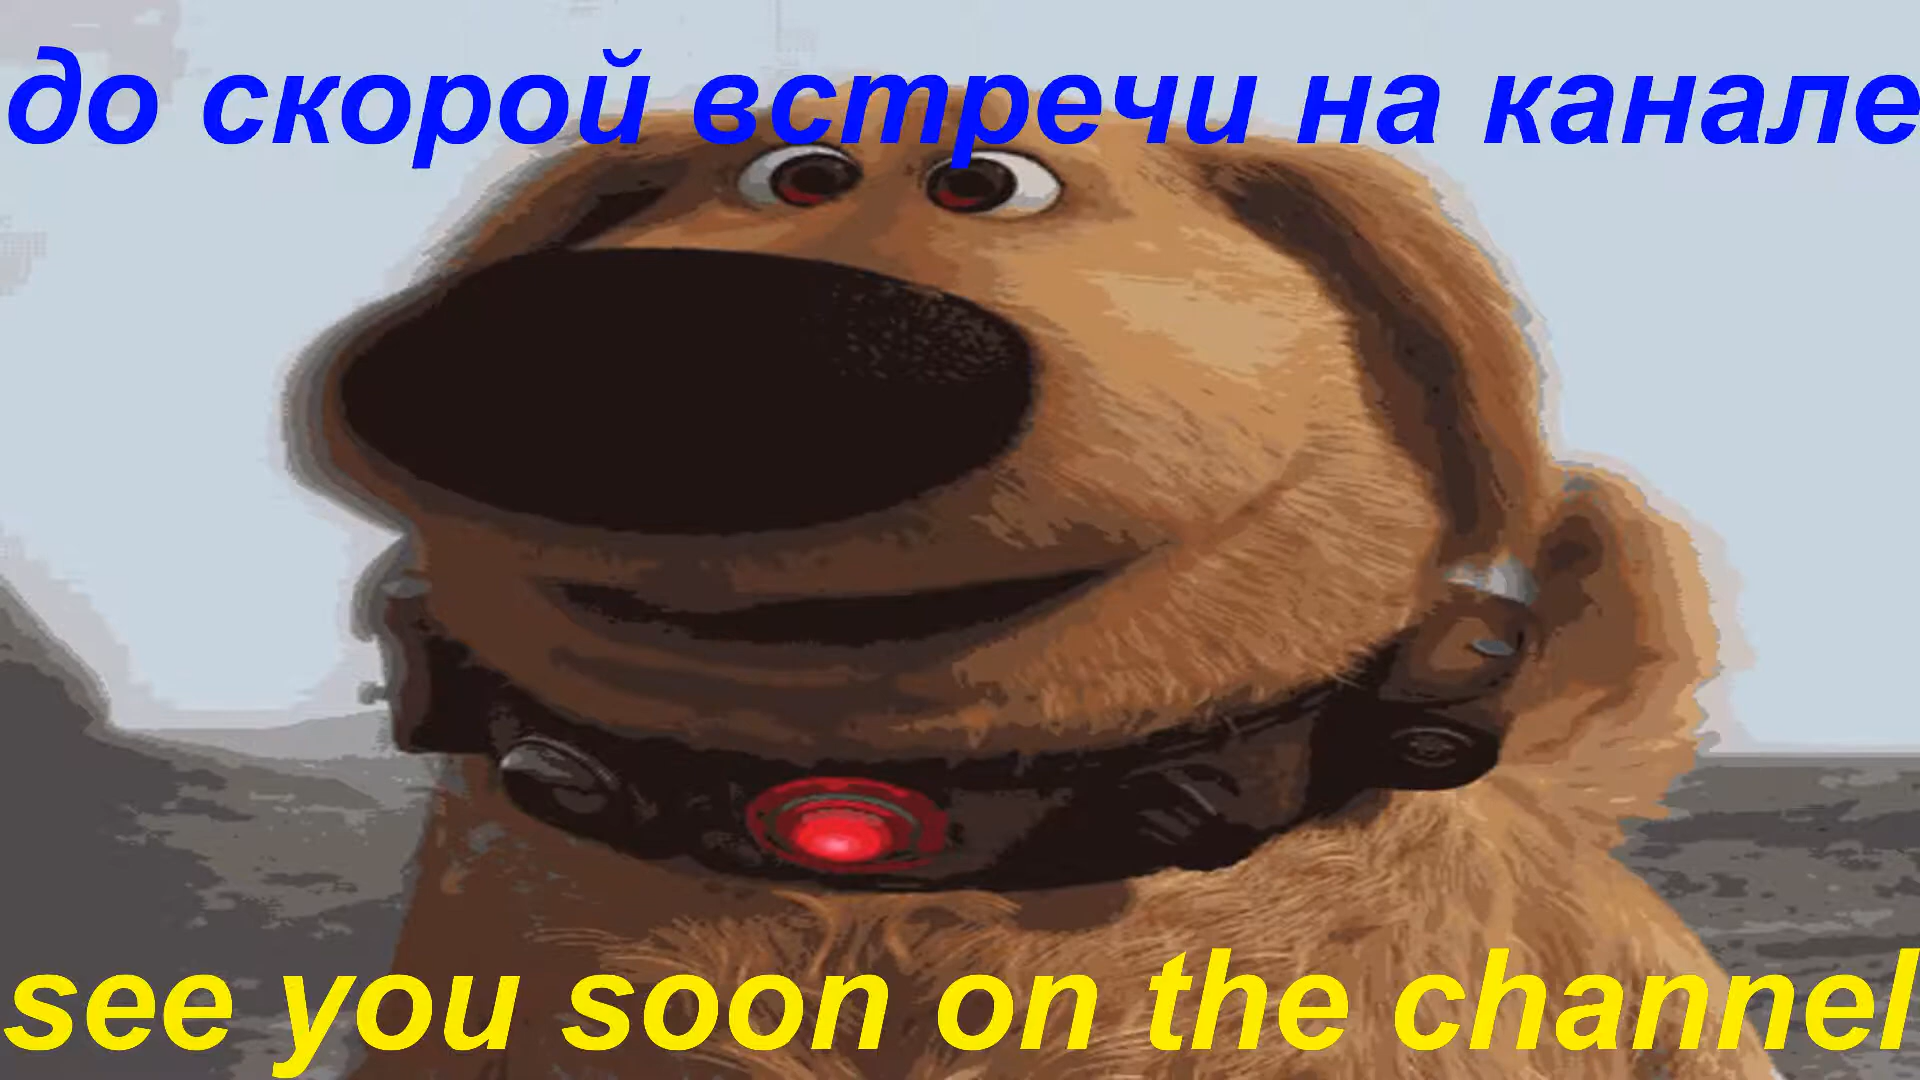 до скорой встречи на канале
see you soon on the channel